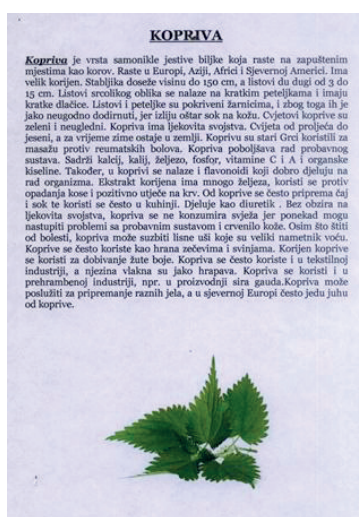 KOPRIVA
Kopriva je vrsta samonikle jestive biljke koja raste na zapuštenim
mjestima kao korov. Raste u Europi, Aziji, Africi i Sjevernoj Americi. Ima
velik korijen. Stabljika doseže visinu do 150 cm, a listovi du dugi od 3 do
15 cm. Listovi srcolikog oblika se nalaze na kratkim peteljkama i imaju
kratke dlačice. Listovi i peteljke su pokriveni žarnicima, i zbog toga ih je
jako neugodno dodirnuti, jer izliju oštar sok na kožu. Cvjetovi koprive su
zeleni i neugledni. Kopriva ima ljekovita svojstva. Cvijeta od proljeća do
jeseni, a za vrijeme zime ostaje u zemlji. Koprivu su stari Grci koristili za
masažu protiv reumatskih bolova. Kopriva poboljšava rad probavnog
sustava. Sadrži kalcij, kalij, željezo, fosfor, vitamine C i A i organske
kiseline. Također, u koprivi se nalaze i flavonoidi koji dobro djeluju na
rad organizma. Ekstrakt korijena ima mnogo željeza, koristi se protiv
opadanja kose i pozitivno utječe na krv. Od koprive se često priprema čaj
i sok te koristi se često u kuhinji. Djeluje kao diuretik . Bez obzira na
ljekovita svojstva, kopriva se ne konzumira svježa jer ponekad mogu
nastupiti problemi sa probavnim sustavom i crvenilo kože. Osim što štiti
od bolesti, kopriva može suzbiti lisne uši koje su veliki nametnik voću.
Koprive se često koriste kao hrana zečevima i svinjama. Korijen koprive
se koristi za dobivanje žute boje. Kopriva se često koriste i u tekstilnoj
industriji, a njezina vlakna su jako hrapava. Kopriva se koristi i u
prehrambenoj industriji, npr. u proizvodnji sira gauda.Kopriva može
poslužiti za pripremanje raznih jela, a u sjevernoj Europi često jedu juhu
od koprive.